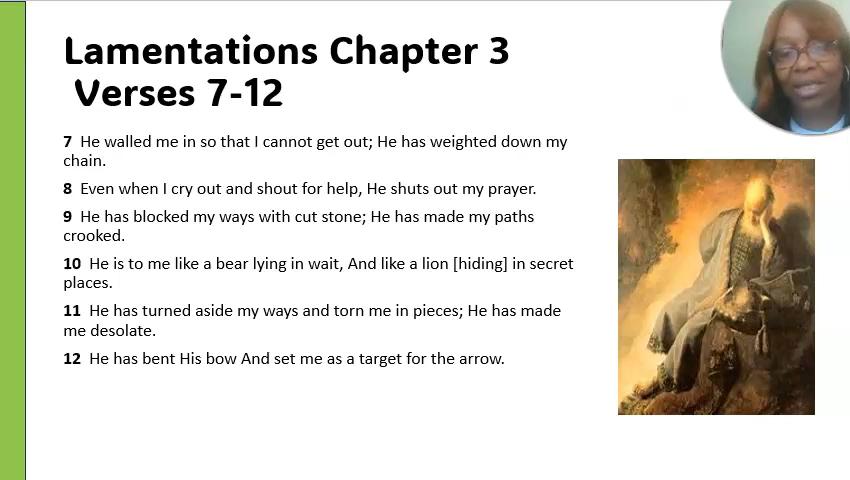 Lamentations Chapter 3
Verses 7-12
7 He walled me in so that I cannot get out; He has weighted down my
chain.
8 Even when I cry out and shout for help, He shuts out my prayer.
9 He has blocked my ways with cut stone; He has made my paths
crooked.
10 He is to me like a bear lying in wait, And like a lion [hiding] in secret
places.
11 He has turned aside my ways and torn me in pieces; He has made
me desolate.
12 He has bent His bow And set me as a target for the arrow.